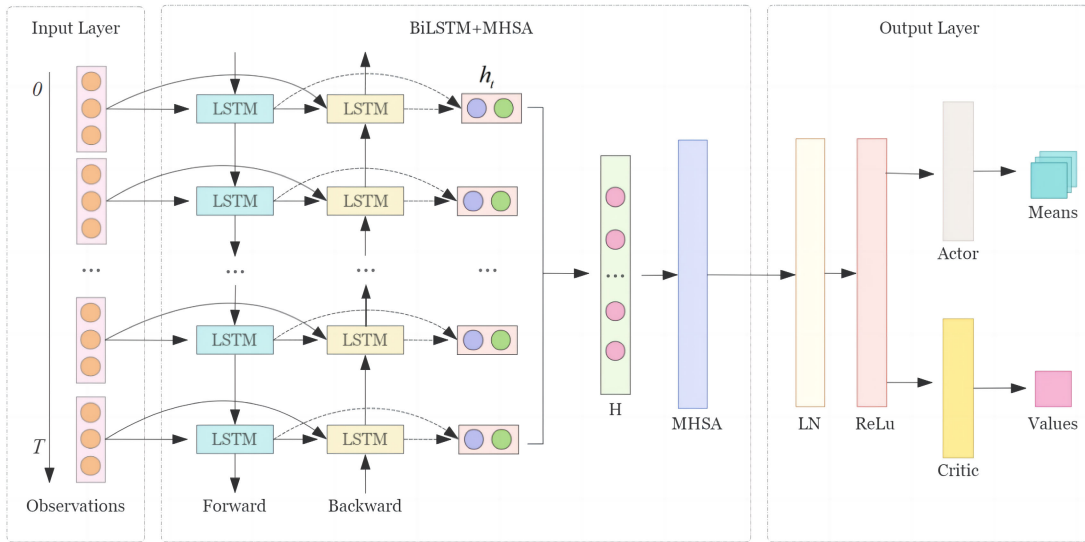 Input Layer
BiLSTM+MHSA
Output Layer
0
h_t
LSTM
LSTM
LSTM
LSTM
Means
Actor
...
...
...
...
...
LSTM
LSTM
H
MHSA
LN
ReLu
Values
T
LSTM
LSTM
Critic
Observations
Forward
Backward